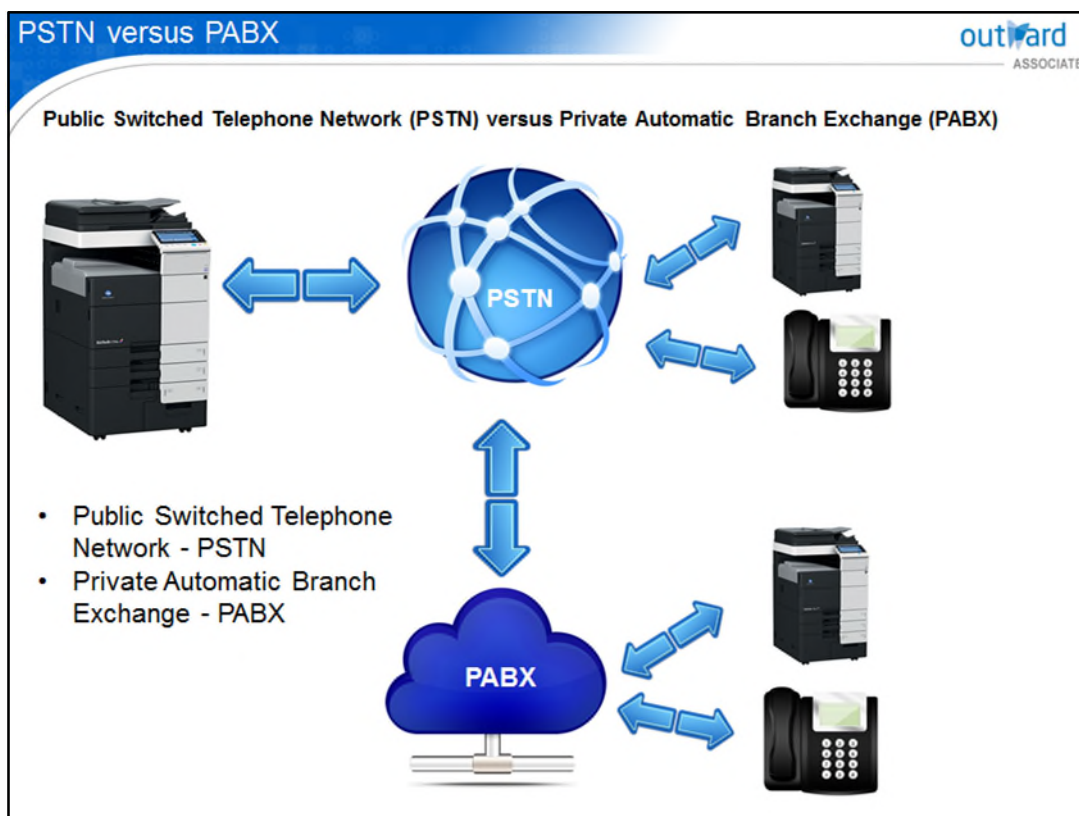 PSTN versus PABX
outward
ASSOCIATE
Public Switched Telephone Network (PSTN) versus Private Automatic Branch Exchange (PABX)
PSTN
• Public Switched Telephone
Network - PSTN
• Private Automatic Branch
Exchange - PABX
PABX